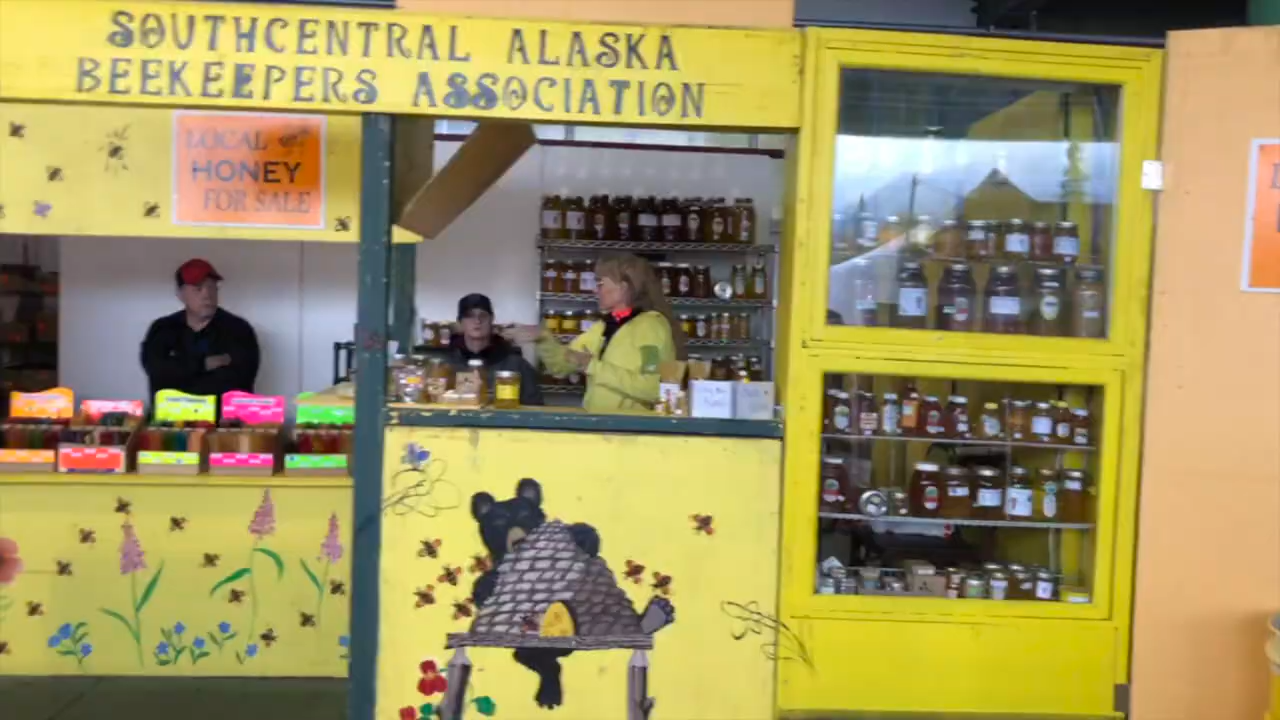 SOUTHCENTRAL ALASKA
BEEKEEPERS ASSOCIATION
LOCAL
HONEY
FOR SALE